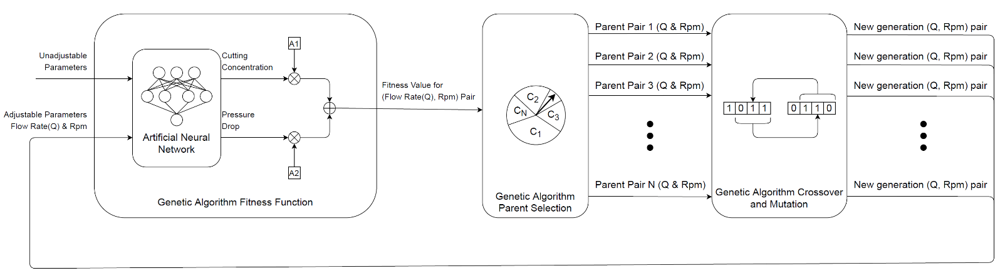 Unadjustable
Parameters
Adjustable Parameters
Flow Rate(Q) & Rpm
Artificial Neural
Network
Cutting
Concentration
Pressure
Drop
A1
A2
Genetic Algorithm Fitness Function
Fitness Value for
(Flow Rate(Q), Rpm) Pair
C2
CN
C3
C1
Genetic Algorithm
Parent Selection
Parent Pair 1 (Q & Rpm)
Parent Pair 2 (Q & Rpm)
Parent Pair 3 (Q & Rpm)
Parent Pair N (Q & Rpm)
1 0 1 1
0 1 1 0
Genetic Algorithm Crossover
and Mutation
New generation (Q, Rpm) pair
New generation (Q, Rpm) pair
New generation (Q, Rpm) pair
New generation (Q, Rpm) pair